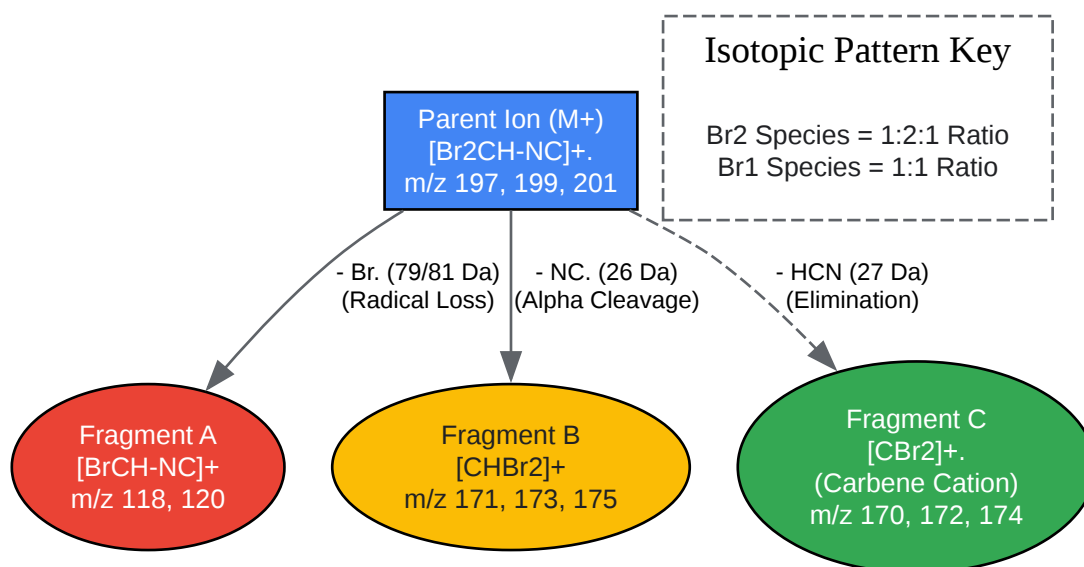 Isotopic Pattern Key
Br2 Species = 1:2:1 Ratio
Br1 Species = 1:1 Ratio
Parent Ion (M+)
[Br2CH-NC]+.
m/z 197, 199, 201
- Br. (79/81 Da)
(Radical Loss)
- NC. (26 Da)
(Alpha Cleavage)
- HCN (27 Da)
(Elimination)
Fragment A
[BrCH-NC]+
m/z 118, 120
Fragment B
[CHBr2]+
m/z 171, 173, 175
Fragment C
[CBr2]+.
(Carbene Cation)
m/z 170, 172, 174